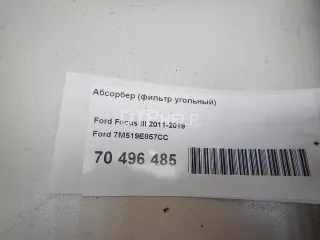 Абсорбер (фильтр угольный)
Ford Focus III 2011-2019
Ford 7M519E857CC
70 496 485